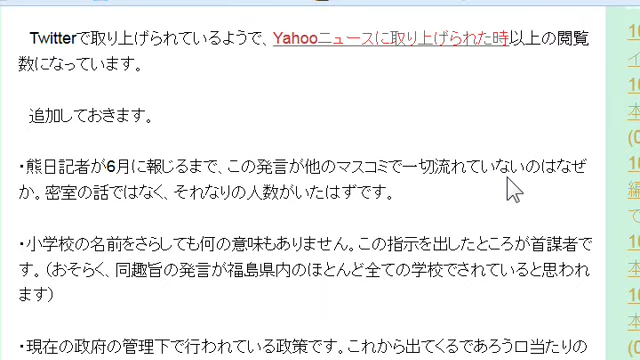 Twitterで取り上げられているようで、Yahooニュースに取り上げられた時以上の閲覧
数になっています。
追加しておきます。
・熊日記者が6月に報じるまで、この発言が他のマスコミで一切流れていないのはなぜ
か。密室の話ではなく、それなりの人数がいたはずです。
・小学校の名前をさらしても何の意味もありません。この指示を出したところが首謀者で
す。（おそらく、同趣旨の発言が福島県内のほとんど全ての学校でされていると思われ
ます）
・現在の政府の管理下で行われている政策です。これから出てくるであろう口当たりの